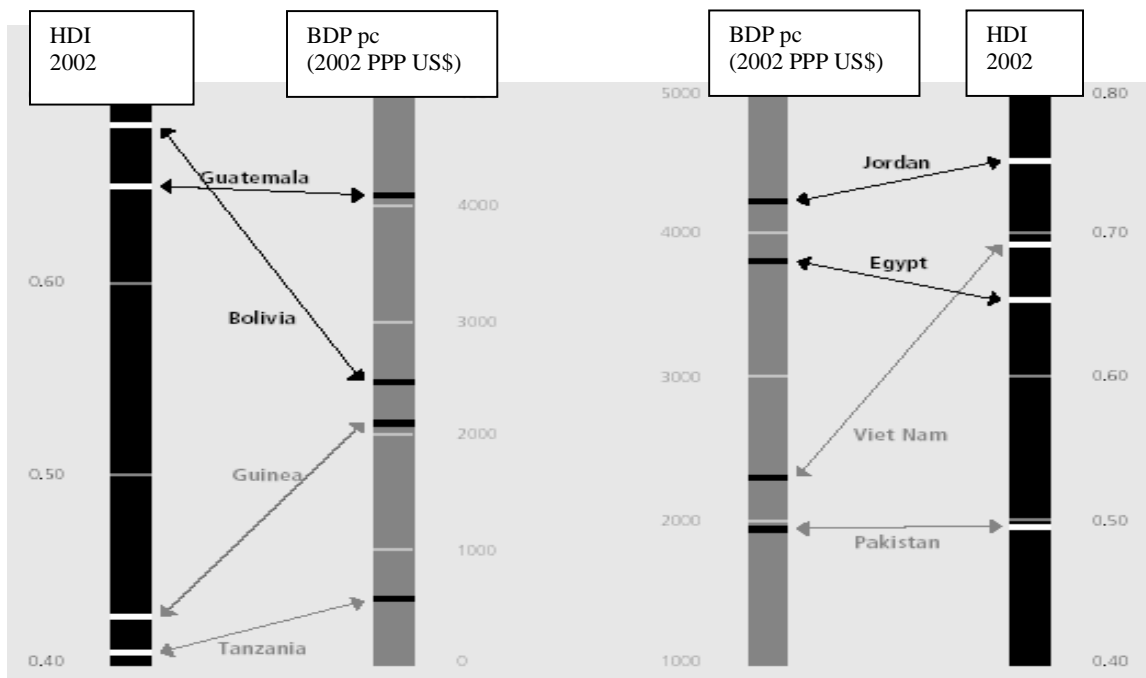 HDI
2002
BDP pc
(2002 PPP US$)
BDP pc
(2002 PPP US$)
HDI
2002
5000
0.80
Jordan
Guatemala
4000
4000
0.70
Egypt
0.60
Bolivia
3000
3000
0.60
2000
Viet Nam
0.50
Guinea
2000
0.50
1000
Pakistan
Tanzania
0.40
0
1000
0.40